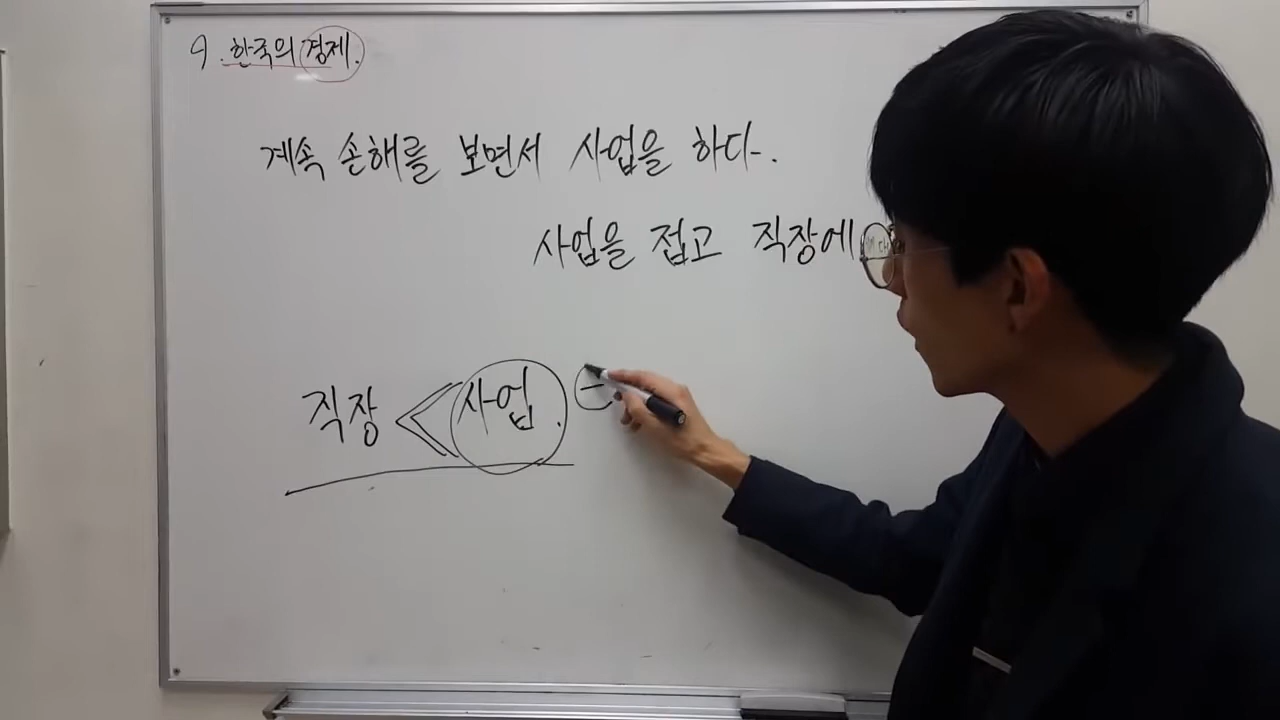 9. 한국의 경제.
계속 손해를 보면서 사업을 하다.
사업을 접고 직장에
직장 < 사업. -